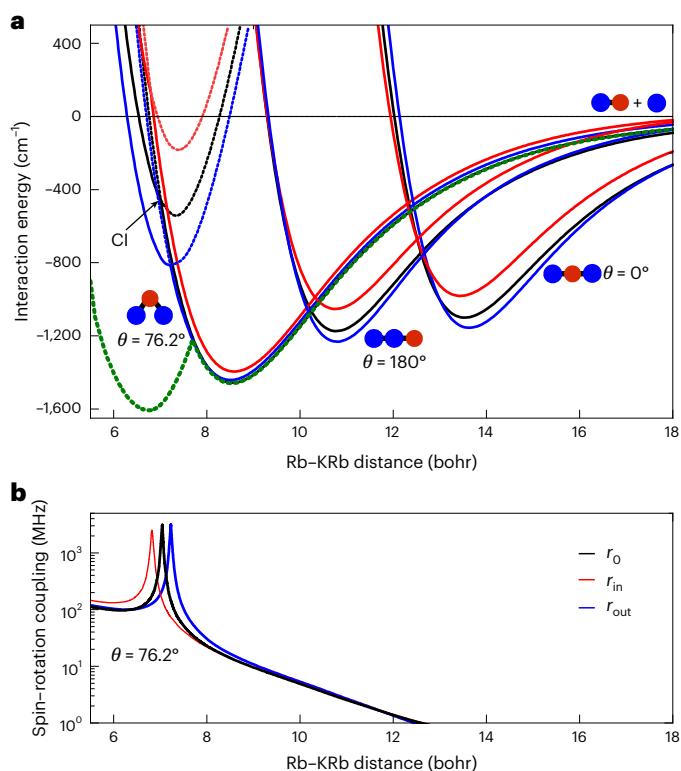 a
400
0
–400
–800
–1,200
–1,600
Interaction energy (cm⁻¹)
+
CI
θ = 76.2°
θ = 180°
θ = 0°
6
8
10
12
14
16
18
Rb–KRb distance (bohr)
b
10³
10²
10¹
10⁰
Spin–rotation coupling (MHz)
θ = 76.2°
r₀
r_in
r_out
6
8
10
12
14
16
18
Rb–KRb distance (bohr)